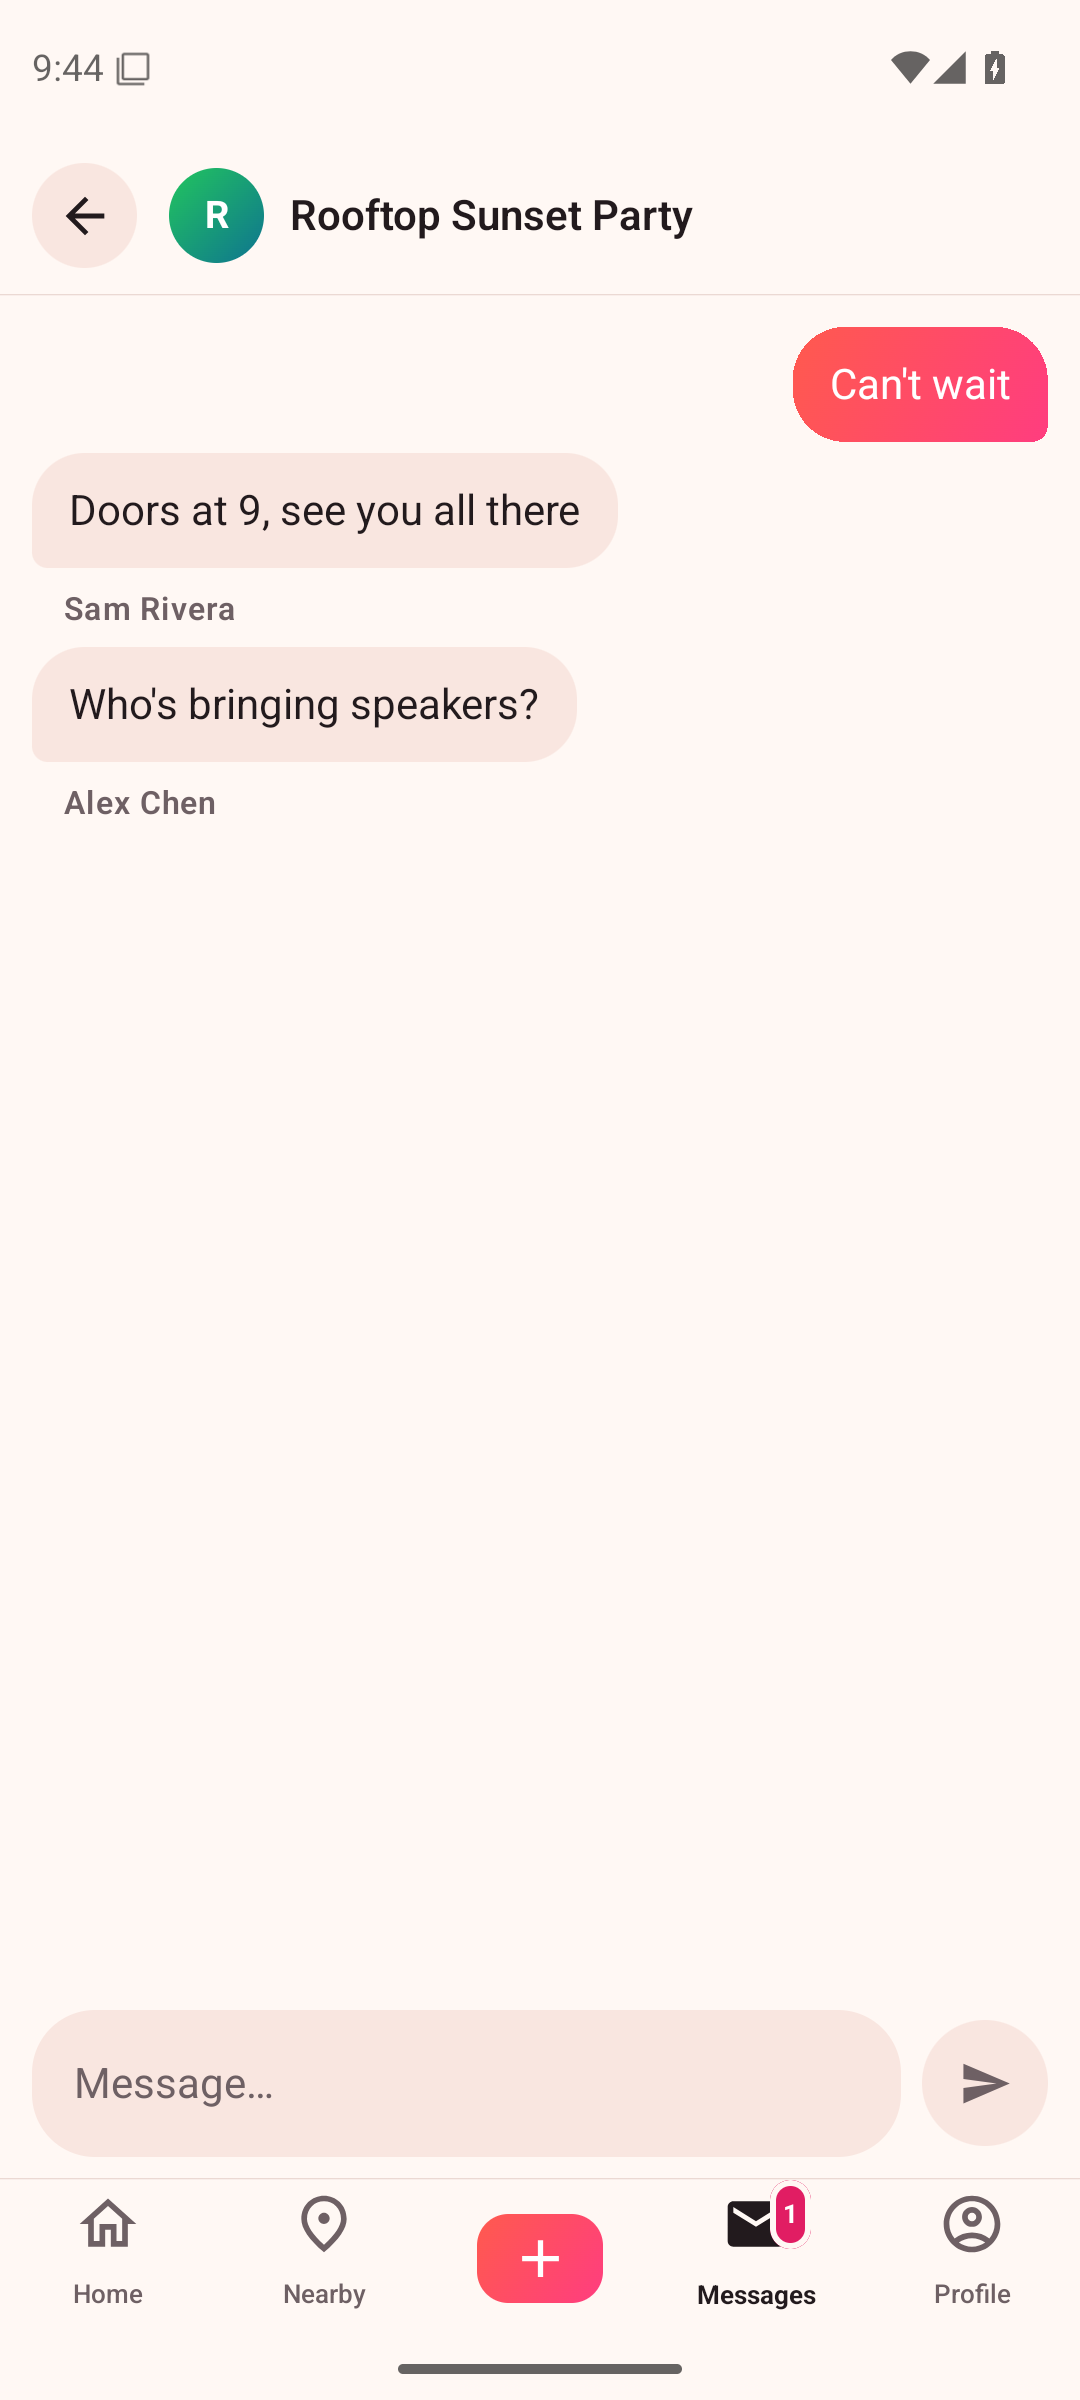 9:44
R
Rooftop Sunset Party
Can't wait
Doors at 9, see you all there
Sam Rivera
Who's bringing speakers?
Alex Chen
Message...
1
Home
Nearby
Messages
Profile